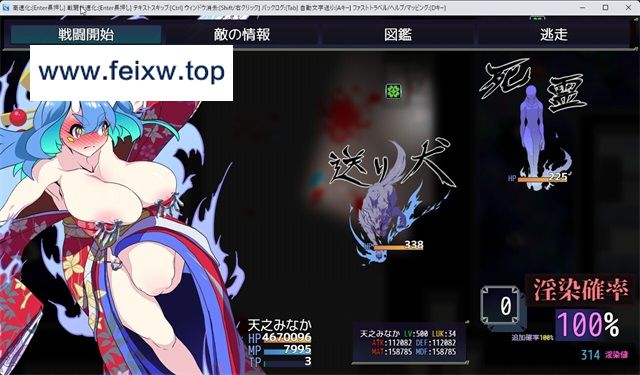 高速化:[Enter長押し] 戦闘高速化:[Enter長押し] テキストスキップ:[Ctrl] ウィンドウ消去:[Shift/右クリック] バックログ:[Tab] 自動文字送り:[Aキー] ファストトラベル/ヘルプ/マッピング:[Dキー]
戦闘開始 敵の情報 図鑑 逃走
www.feixw.top
死霊
HP 225
送り犬
HP 338
淫染確率
0
100%
追加確率100%
314 淫染値
天之みなか
HP 4670096
MP 7995
TP 3
天之みなか LV:500 LUK:34
ATK:112082 DEF:112082
MAT:158785 MDF:158785